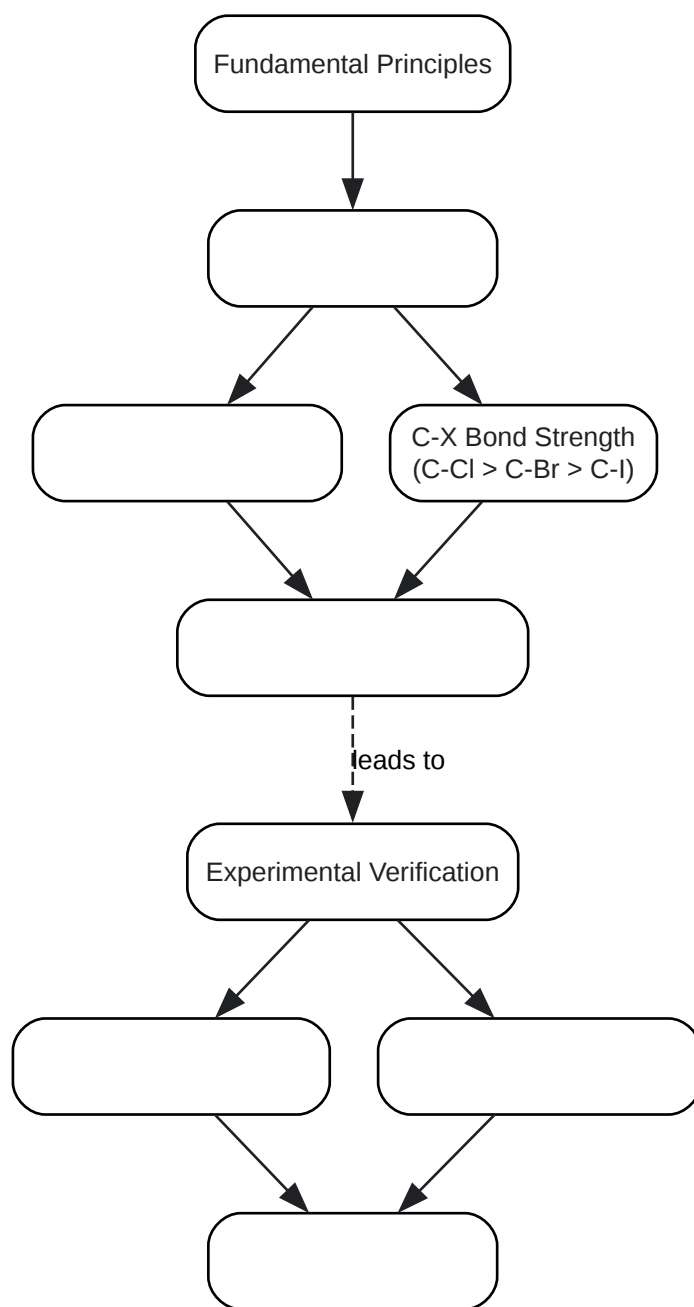 Fundamental Principles
C-X Bond Strength
(C-Cl > C-Br > C-I)
leads to
Experimental Verification